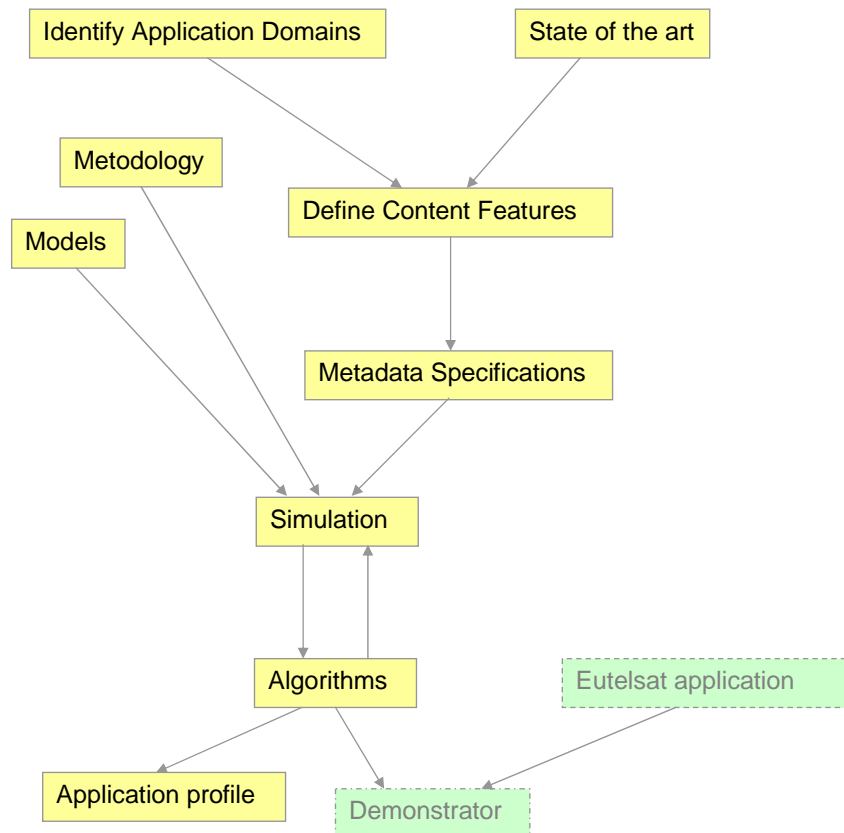 Identify Application Domains
State of the art
Metodology
Define Content Features
Models
Metadata Specifications
Simulation
Algorithms
Eutelsat application
Application profile
Demonstrator